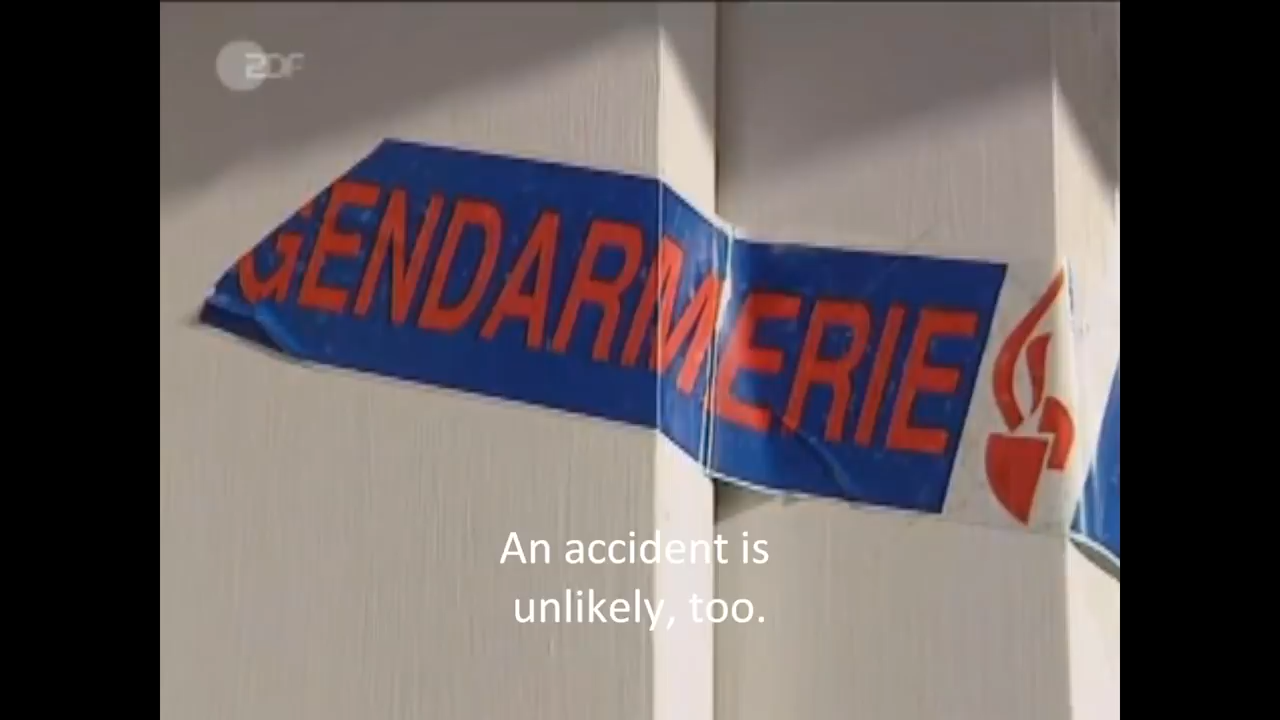 ZDF
GENDARMERIE
An accident is
unlikely, too.